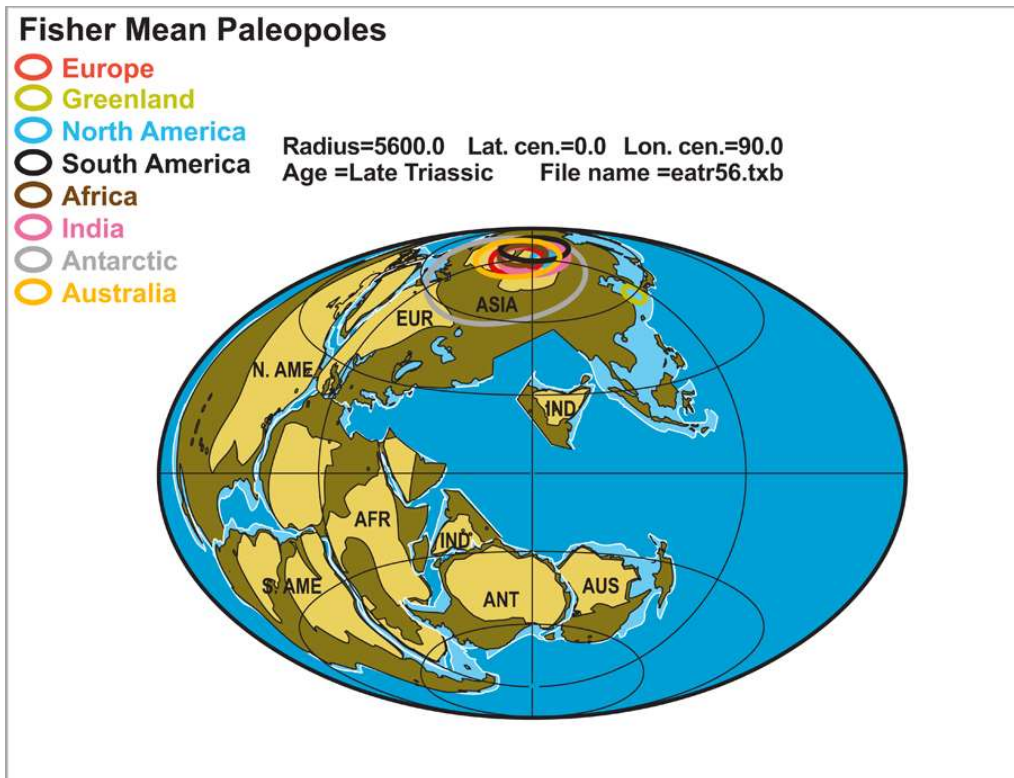 Fisher Mean Paleopoles
Europe
Greenland
North America
South America
Africa
India
Antarctic
Australia
Radius=5600.0 Lat. cen.=0.0 Lon. cen.=90.0
Age =Late Triassic File name =eatr56.txb
ASIA
EUR
N. AME
IND
AFR
IND
S. AME
ANT
AUS